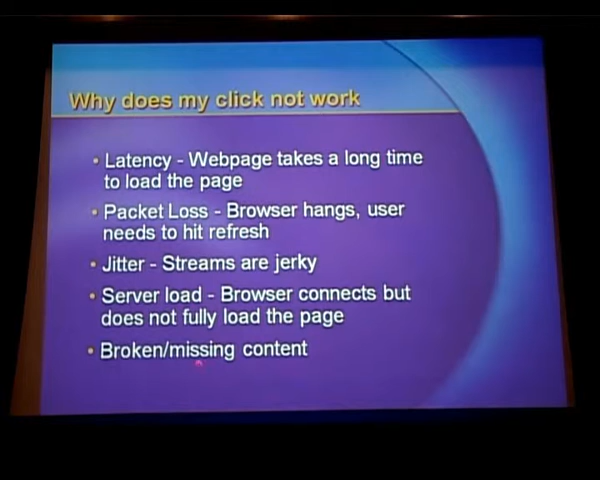 Why does my click not work
• Latency - Webpage takes a long time
to load the page
• Packet Loss - Browser hangs, user
needs to hit refresh
• Jitter - Streams are jerky
• Server load - Browser connects but
does not fully load the page
• Broken/missing content